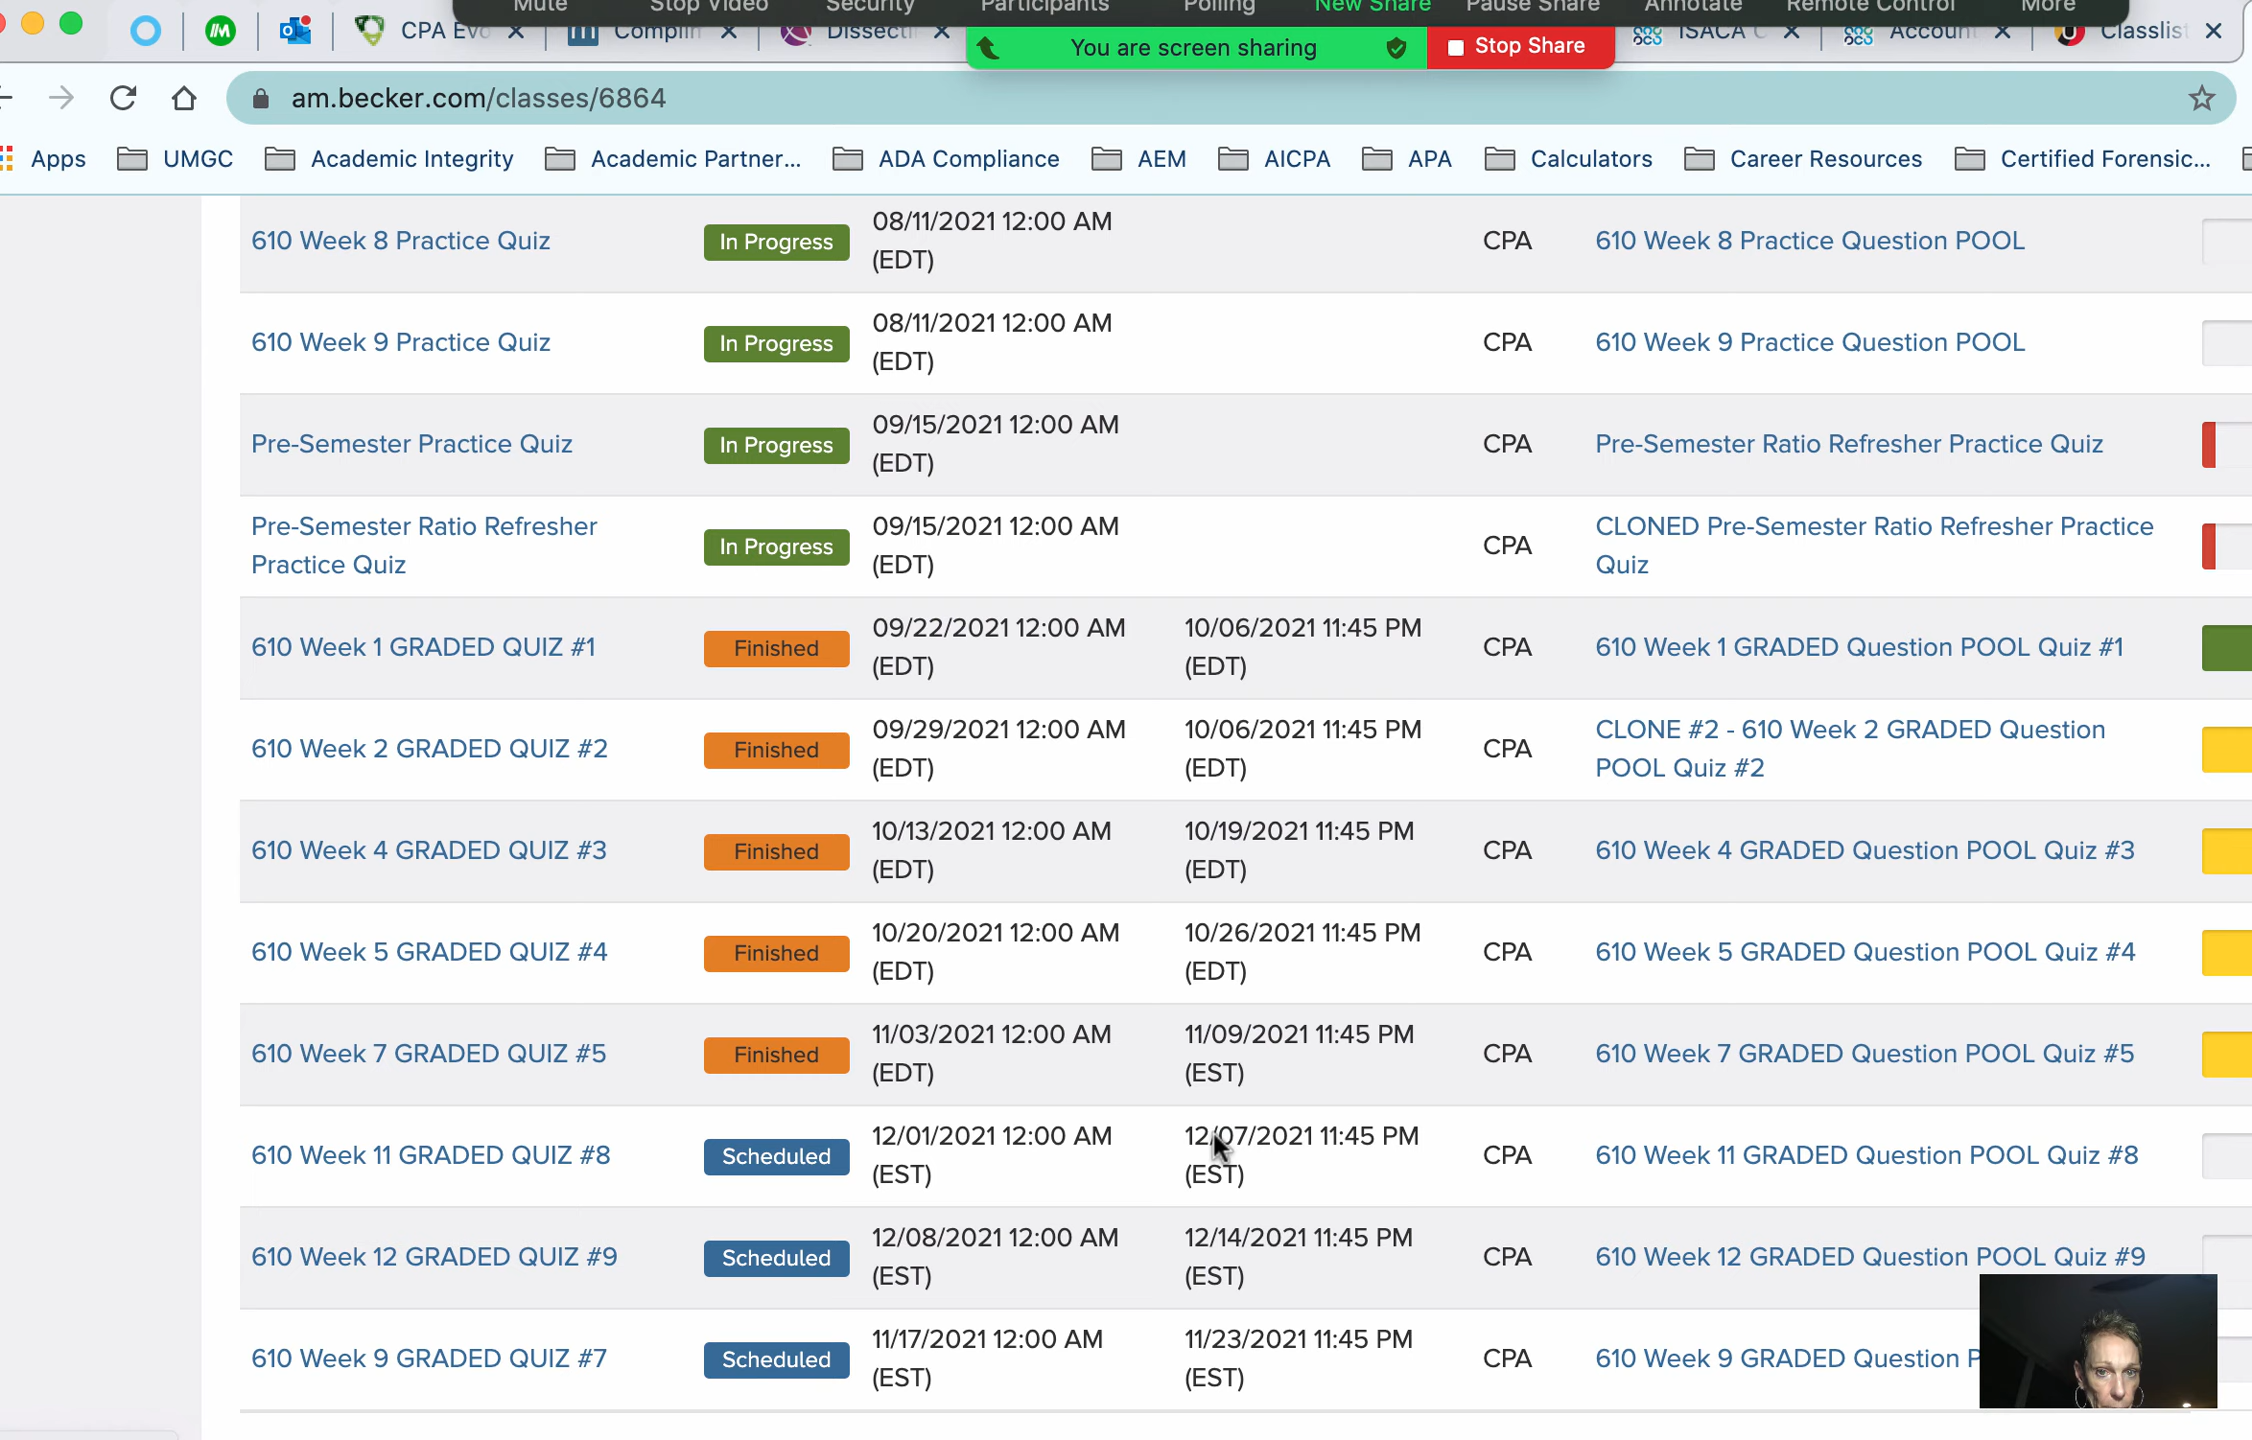 Mute Stop Video Security Participants Polling New Share Pause Share Annotate Remote Control More
CPA Evo Complim Dissecti ISACA C Account Classlist
You are screen sharing Stop Share
am.becker.com/classes/6864
Apps UMGC Academic Integrity Academic Partner... ADA Compliance AEM AICPA APA Calculators Career Resources Certified Forensic...
610 Week 8 Practice Quiz In Progress 08/11/2021 12:00 AM (EDT) CPA 610 Week 8 Practice Question POOL
610 Week 9 Practice Quiz In Progress 08/11/2021 12:00 AM (EDT) CPA 610 Week 9 Practice Question POOL
Pre-Semester Practice Quiz In Progress 09/15/2021 12:00 AM (EDT) CPA Pre-Semester Ratio Refresher Practice Quiz
Pre-Semester Ratio Refresher Practice Quiz In Progress 09/15/2021 12:00 AM (EDT) CPA CLONED Pre-Semester Ratio Refresher Practice Quiz
610 Week 1 GRADED QUIZ #1 Finished 09/22/2021 12:00 AM (EDT) 10/06/2021 11:45 PM (EDT) CPA 610 Week 1 GRADED Question POOL Quiz #1
610 Week 2 GRADED QUIZ #2 Finished 09/29/2021 12:00 AM (EDT) 10/06/2021 11:45 PM (EDT) CPA CLONE #2 - 610 Week 2 GRADED Question POOL Quiz #2
610 Week 4 GRADED QUIZ #3 Finished 10/13/2021 12:00 AM (EDT) 10/19/2021 11:45 PM (EDT) CPA 610 Week 4 GRADED Question POOL Quiz #3
610 Week 5 GRADED QUIZ #4 Finished 10/20/2021 12:00 AM (EDT) 10/26/2021 11:45 PM (EDT) CPA 610 Week 5 GRADED Question POOL Quiz #4
610 Week 7 GRADED QUIZ #5 Finished 11/03/2021 12:00 AM (EDT) 11/09/2021 11:45 PM (EST) CPA 610 Week 7 GRADED Question POOL Quiz #5
610 Week 11 GRADED QUIZ #8 Scheduled 12/01/2021 12:00 AM (EST) 12/07/2021 11:45 PM (EST) CPA 610 Week 11 GRADED Question POOL Quiz #8
610 Week 12 GRADED QUIZ #9 Scheduled 12/08/2021 12:00 AM (EST) 12/14/2021 11:45 PM (EST) CPA 610 Week 12 GRADED Question POOL Quiz #9
610 Week 9 GRADED QUIZ #7 Scheduled 11/17/2021 12:00 AM (EST) 11/23/2021 11:45 PM (EST) CPA 610 Week 9 GRADED Question P